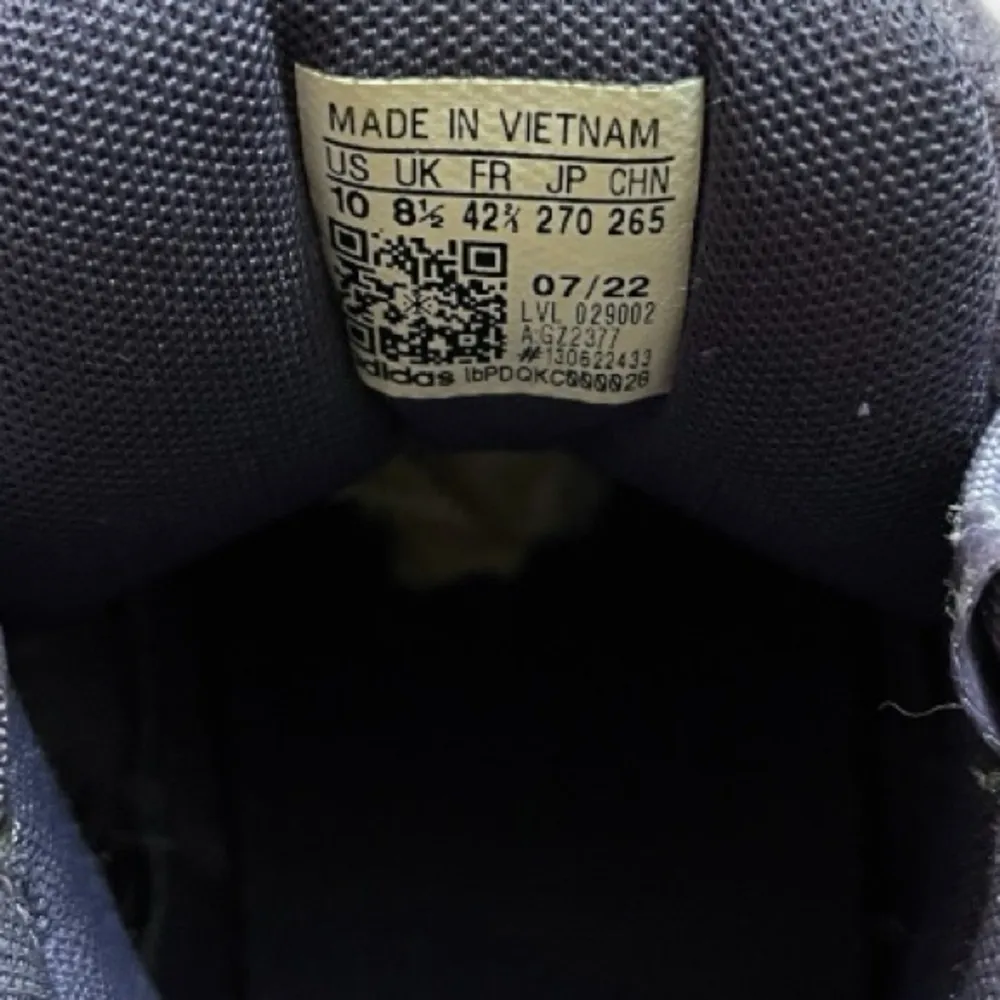 MADE IN VIETNAM
US UK FR JP CHN
10 8½ 42⅔ 270 265
07/22
LVL 029002
A:GZ2377
#130622433
adidas